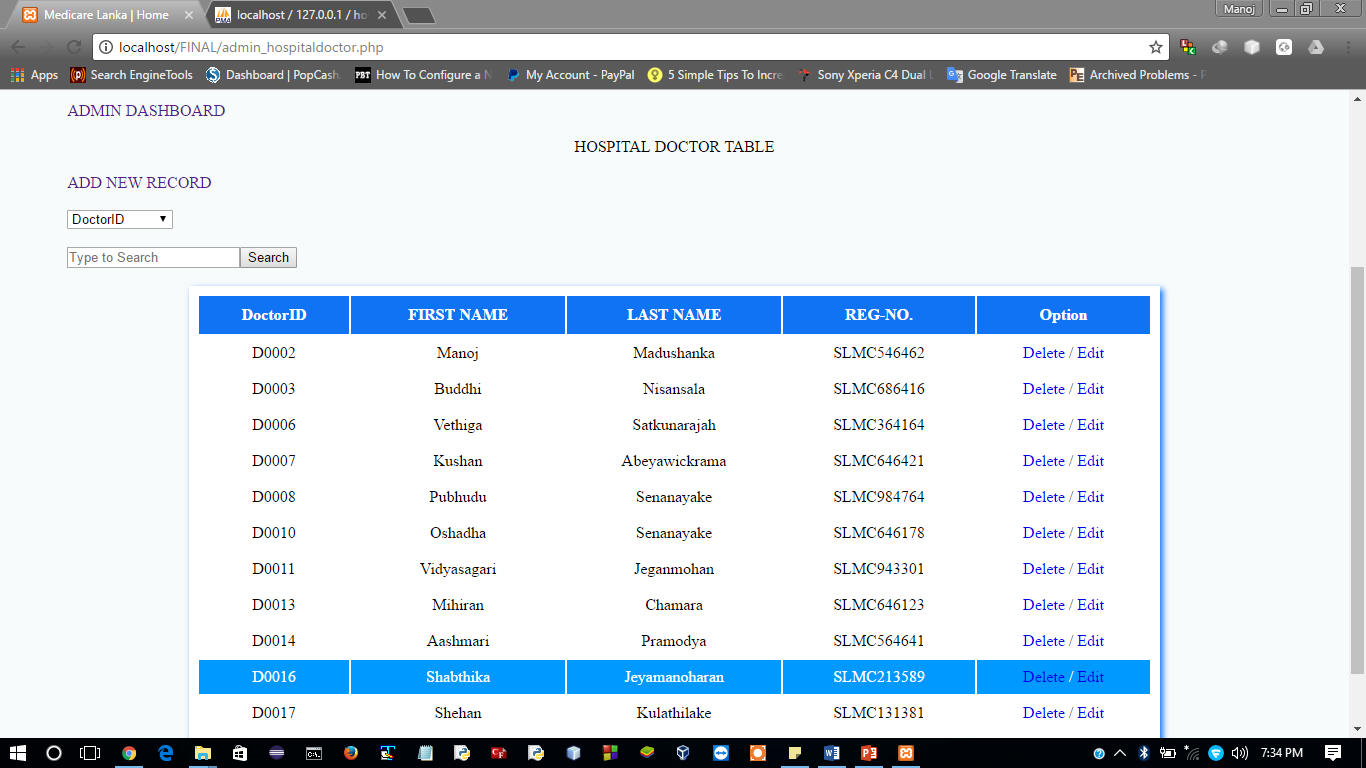 Medicare Lanka | Home
localhost / 127.0.0.1 / ho
Manoj
localhost/FINAL/admin_hospitaldoctor.php
Apps Search EngineTools Dashboard | PopCash How To Configure a N My Account - PayPal 5 Simple Tips To Incre Sony Xperia C4 Dual Google Translate Archived Problems - P
ADMIN DASHBOARD
HOSPITAL DOCTOR TABLE
ADD NEW RECORD
DoctorID
Type to Search Search
DoctorID FIRST NAME LAST NAME REG-NO. Option
D0002 Manoj Madushanka SLMC546462 Delete / Edit
D0003 Buddhi Nisansala SLMC686416 Delete / Edit
D0006 Vethiga Satkunarajah SLMC364164 Delete / Edit
D0007 Kushan Abeyawickrama SLMC646421 Delete / Edit
D0008 Pubhudu Senanayake SLMC984764 Delete / Edit
D0010 Oshadha Senanayake SLMC646178 Delete / Edit
D0011 Vidyasagari Jeganmohan SLMC943301 Delete / Edit
D0013 Mihiran Chamara SLMC646123 Delete / Edit
D0014 Aashmari Pramodya SLMC564641 Delete / Edit
D0016 Shabthika Jeyamanoharan SLMC213589 Delete / Edit
D0017 Shehan Kulathilake SLMC131381 Delete / Edit
7:34 PM